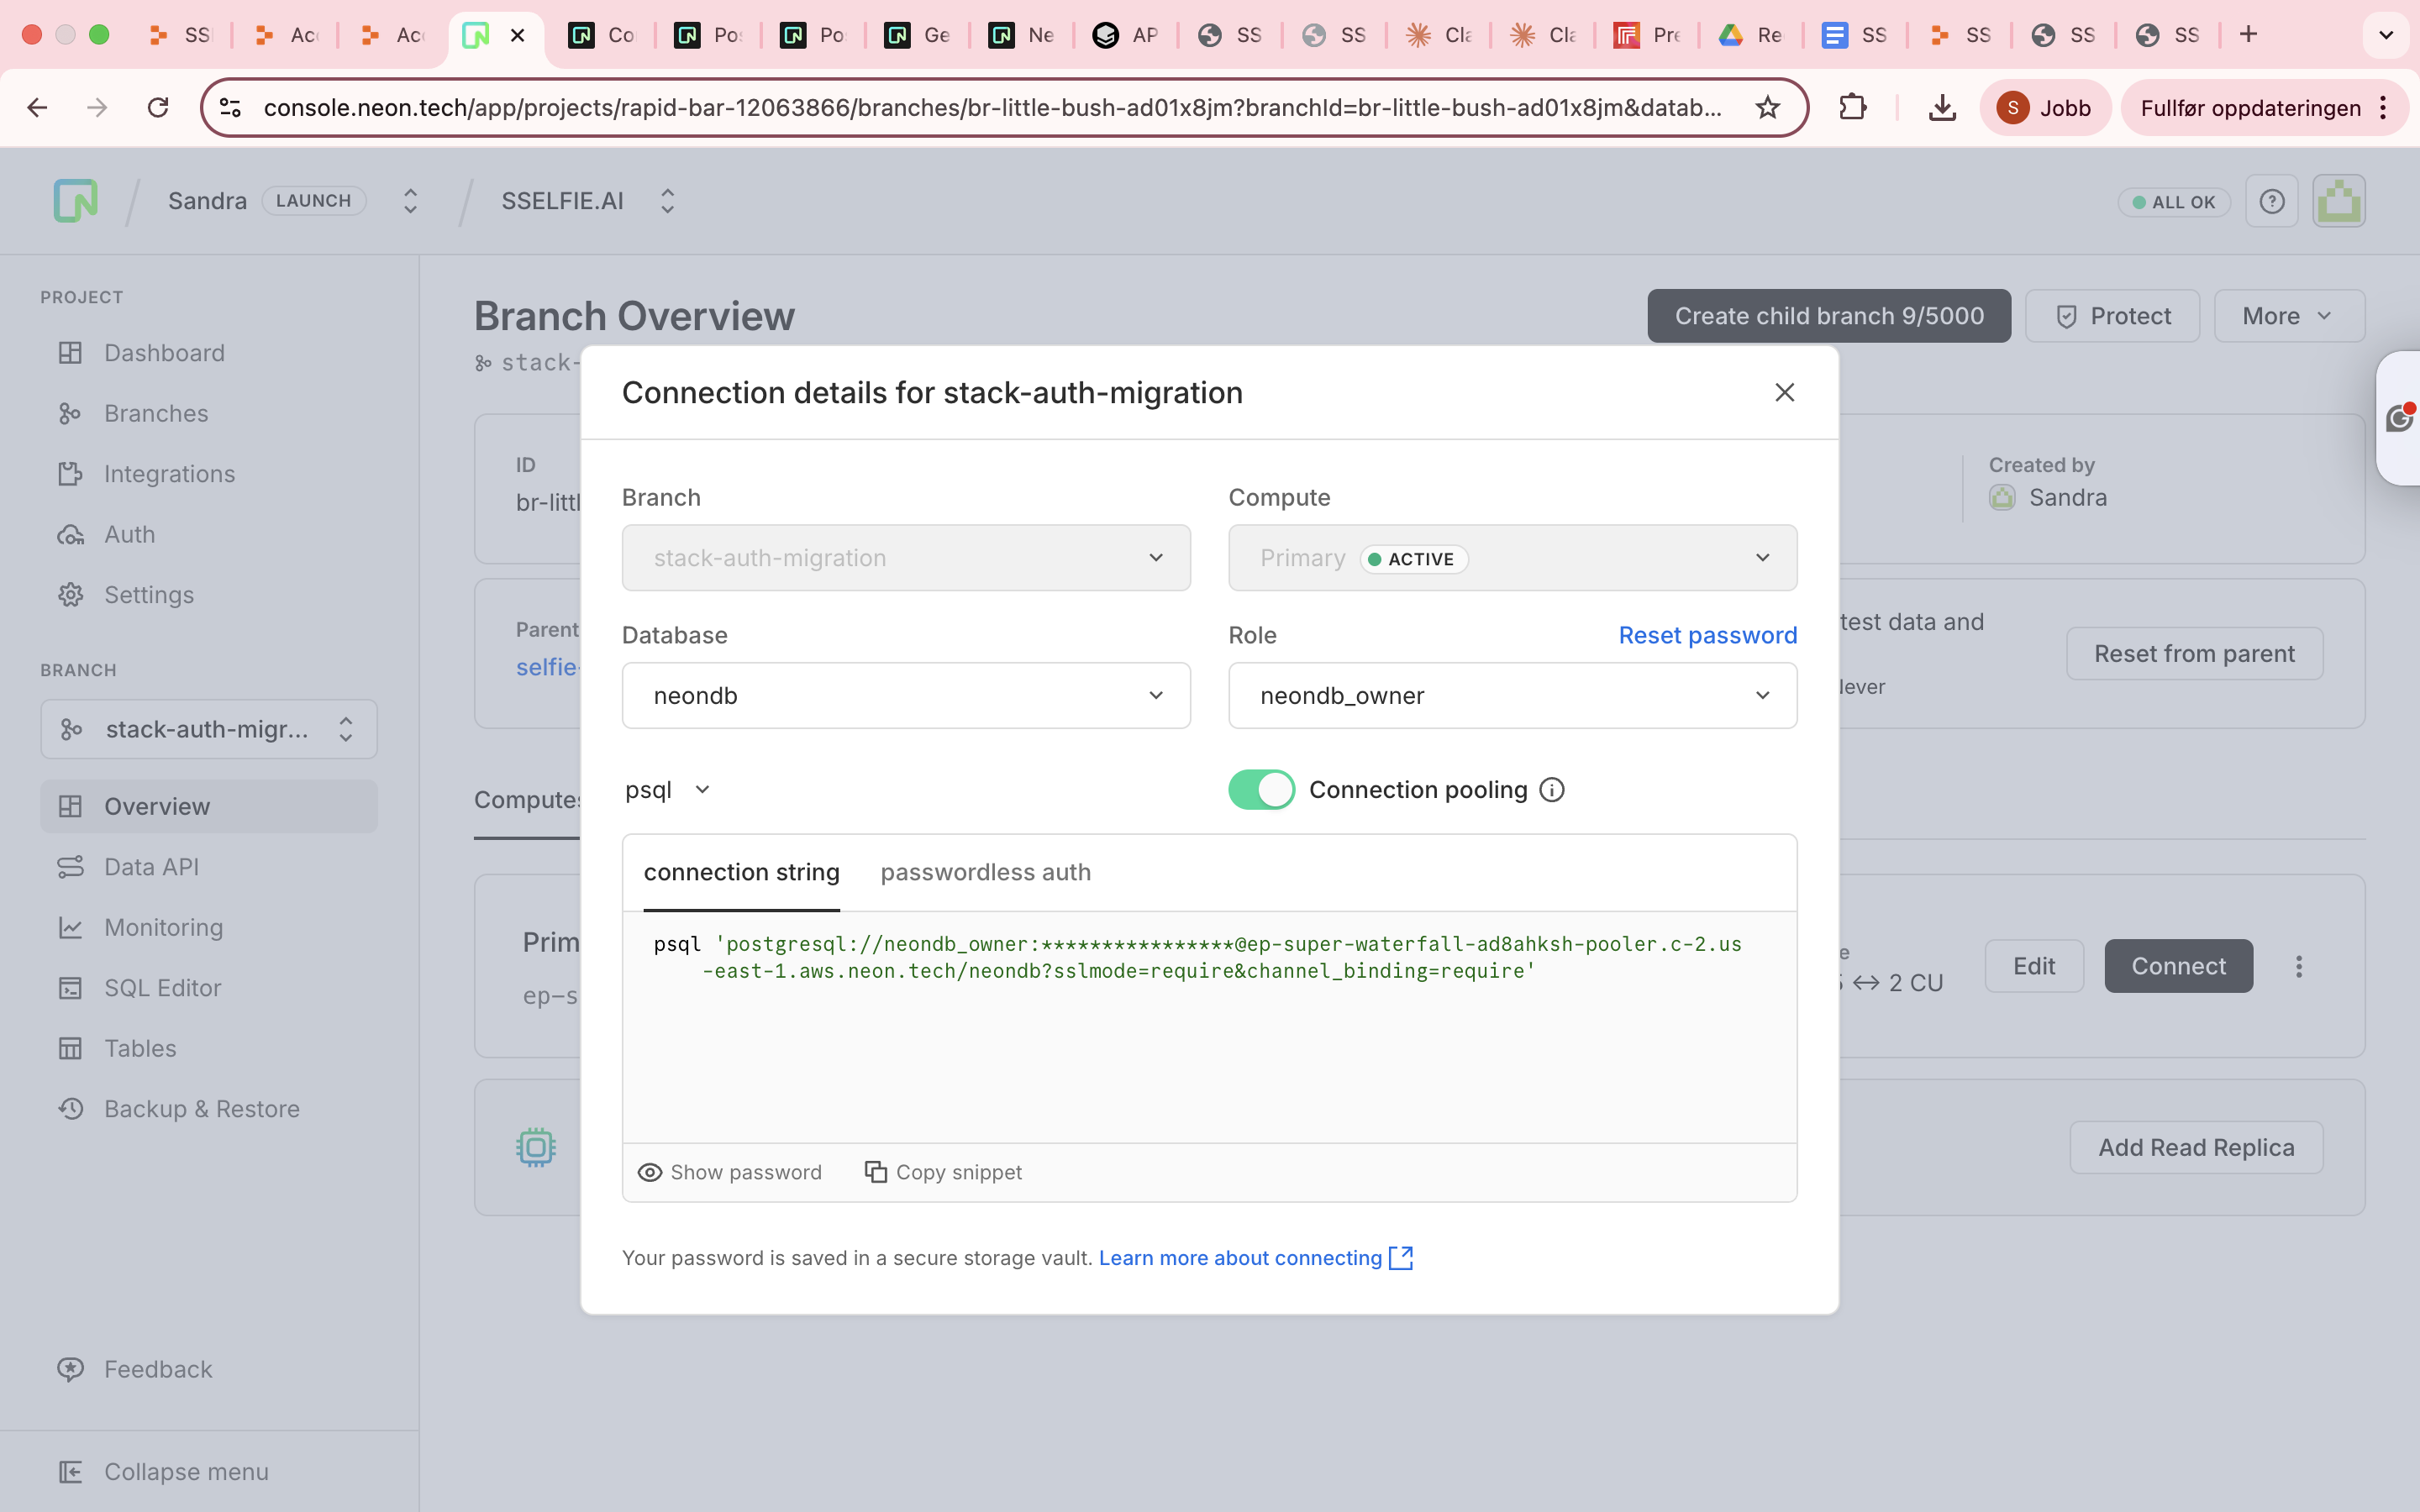 SS
Ac
Ac
Co
Po
Po
Ge
Ne
AP
SS
SS
Cla
Cla
Pre
Re
SS
SS
SS
SS
console.neon.tech/app/projects/rapid-bar-12063866/branches/br-little-bush-ad01x8jm?branchId=br-little-bush-ad01x8jm&datab...
S
Jobb
Fullfør oppdateringen
Sandra
LAUNCH
SSELFIE.AI
ALL OK
PROJECT
Dashboard
Branches
Integrations
Auth
Settings
BRANCH
stack-auth-migr...
Overview
Data API
Monitoring
SQL Editor
Tables
Backup & Restore
Feedback
Collapse menu
Branch Overview
Create child branch 9/5000
Protect
More
stack-
ID
br-littl
Created by
Sandra
Parent
selfie-
test data and
Reset from parent
Computes
Prim
ep-s
Edit
Connect
2 CU
Add Read Replica
Connection details for stack-auth-migration
Branch
Compute
stack-auth-migration
Primary
ACTIVE
Database
Role
Reset password
neondb
neondb_owner
psql
Connection pooling
connection string
passwordless auth
psql 'postgresql://neondb_owner:****************@ep-super-waterfall-ad8ahksh-pooler.c-2.us
-east-1.aws.neon.tech/neondb?sslmode=require&channel_binding=require'
Show password
Copy snippet
Your password is saved in a secure storage vault. Learn more about connecting